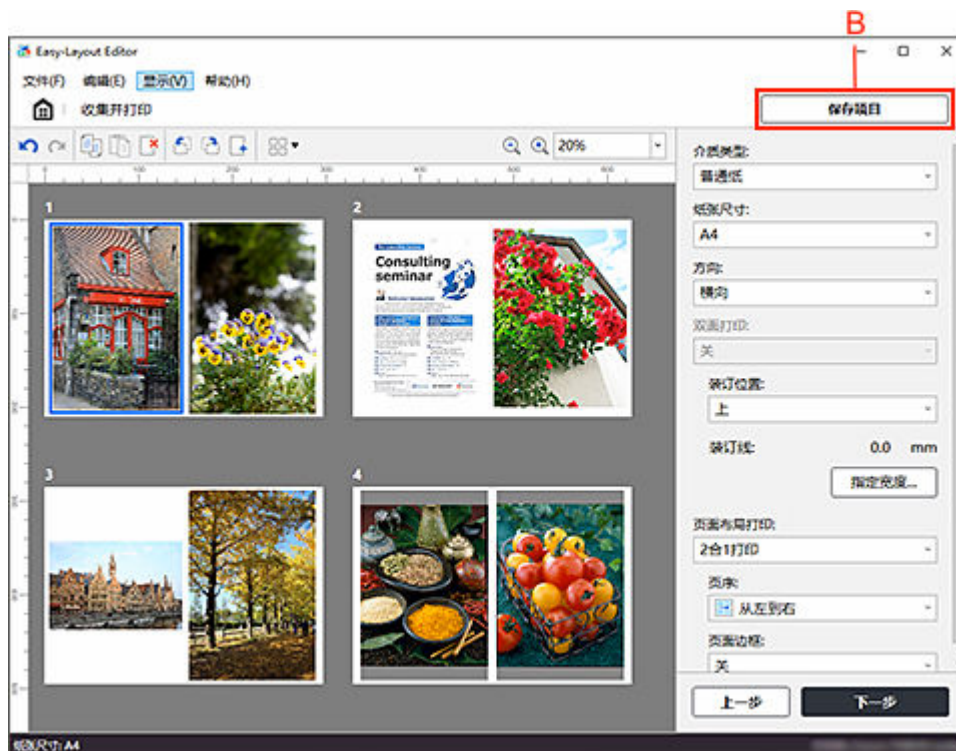 B
Easy-Layout Editor
文件(F) 编辑(E) 显示(V) 帮助(H)
收集并打印
保存项目
20%
介质类型:
普通纸
纸张尺寸:
A4
方向:
横向
双面打印:
关
装订位置:
上
装订线: 0.0 mm
指定宽度...
页面布局打印:
2合1打印
页序:
从左到右
页面边框:
关
1
2
Consulting
seminar
3
4
上一步
下一步
纸张尺寸: A4